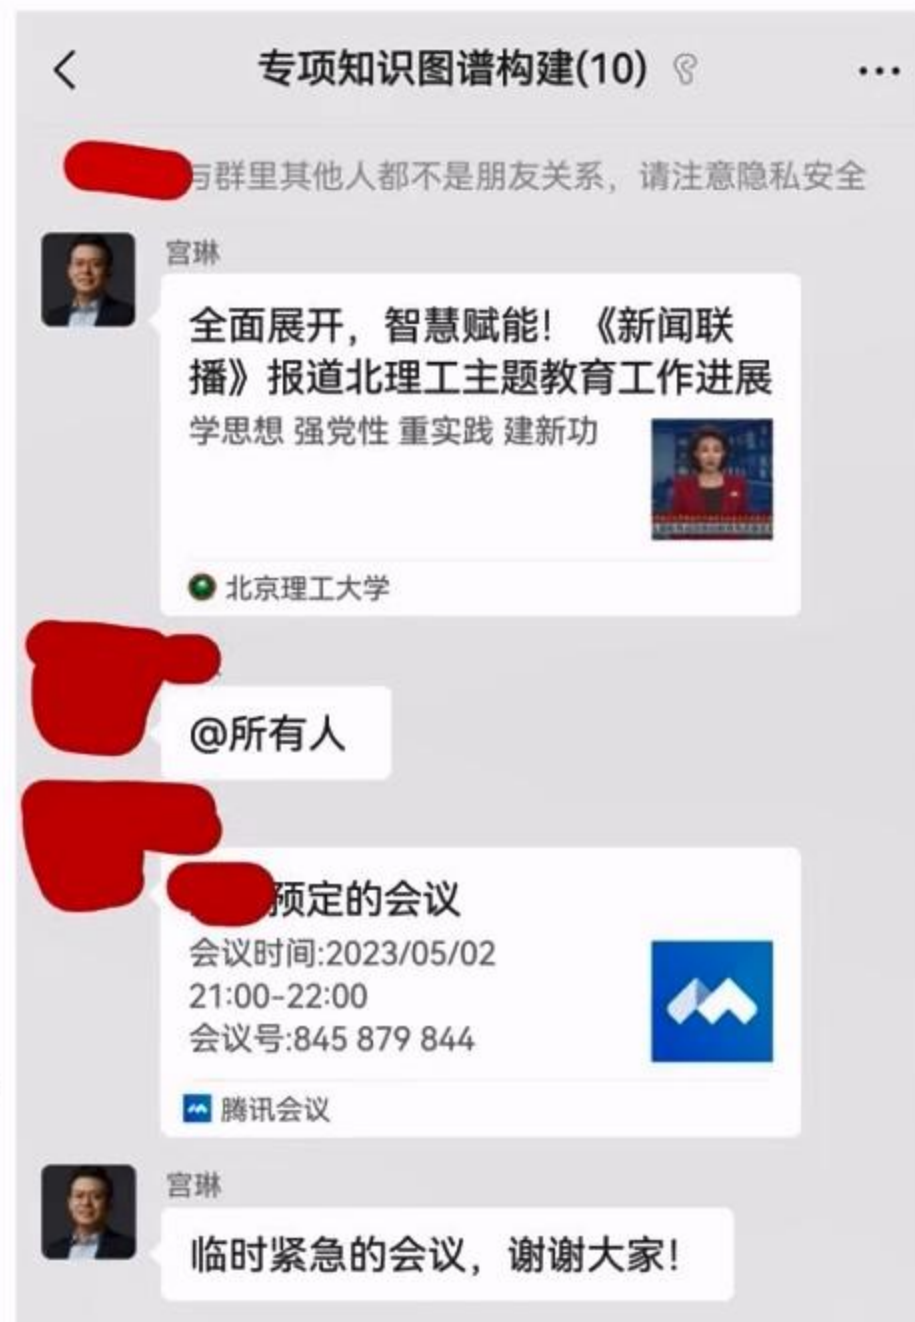 专项知识图谱构建(10)
与群里其他人都不是朋友关系，请注意隐私安全
宫琳
全面展开，智慧赋能！《新闻联
播》报道北理工主题教育工作进展
学思想 强党性 重实践 建新功
北京理工大学
@所有人
预定的会议
会议时间:2023/05/02
21:00-22:00
会议号:845 879 844
腾讯会议
宫琳
临时紧急的会议，谢谢大家！